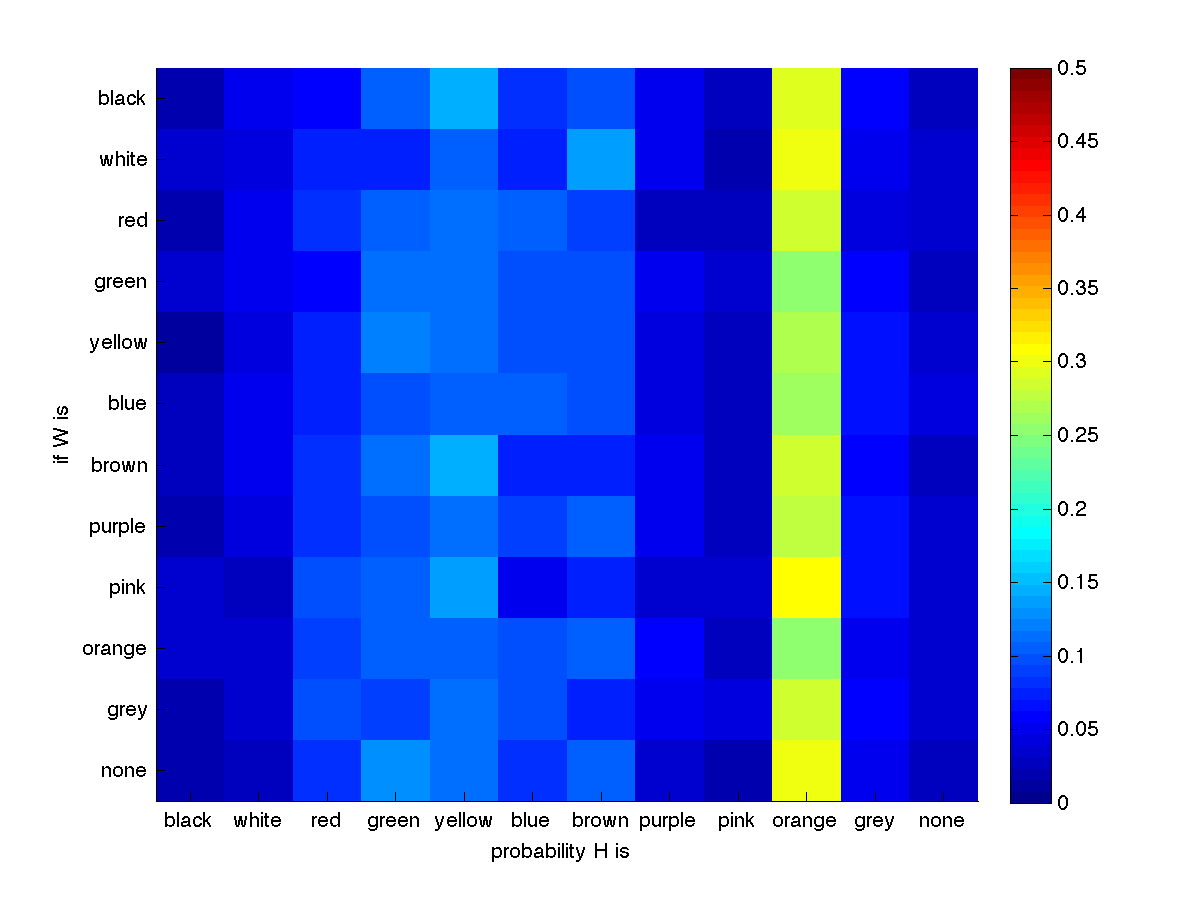 0.5
black
0.45
white
0.4
red
0.35
green
0.3
yellow
0.25
blue
if W is
0.2
brown
0.15
purple
pink
0.1
orange
0.05
grey
none
0
black white red green yellow blue brown purple pink orange grey none
probability H is